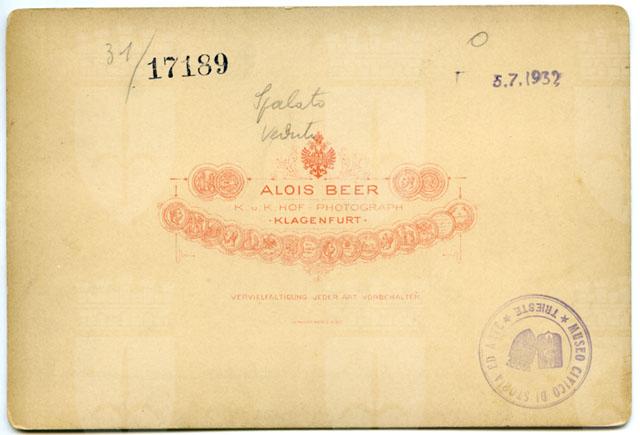 31/ 17189
5.7.1932
Spalato
Veduta
ALOIS BEER
K. u. K. HOF-PHOTOGRAPH
·KLAGENFURT·
VERVIELFÄLTIGUNG JEDER ART VORBEHALTEN
MUSEO CIVICO DI STORIA ED ARTE ★ TRIESTE ★